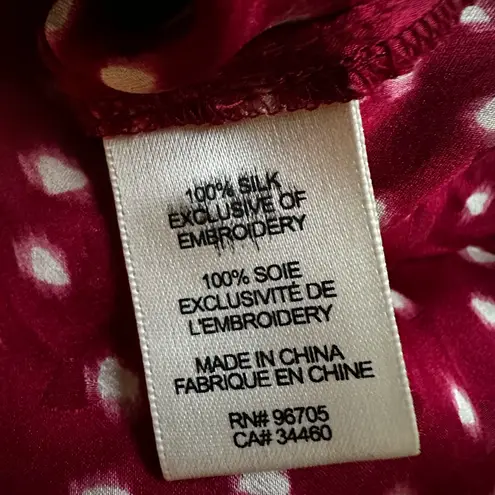 100% SILK
EXCLUSIVE OF
EMBROIDERY
100% SOIE
EXCLUSIVITÉ DE
L'EMBROIDERY
MADE IN CHINA
FABRIQUE EN CHINE
RN# 96705
CA# 34460